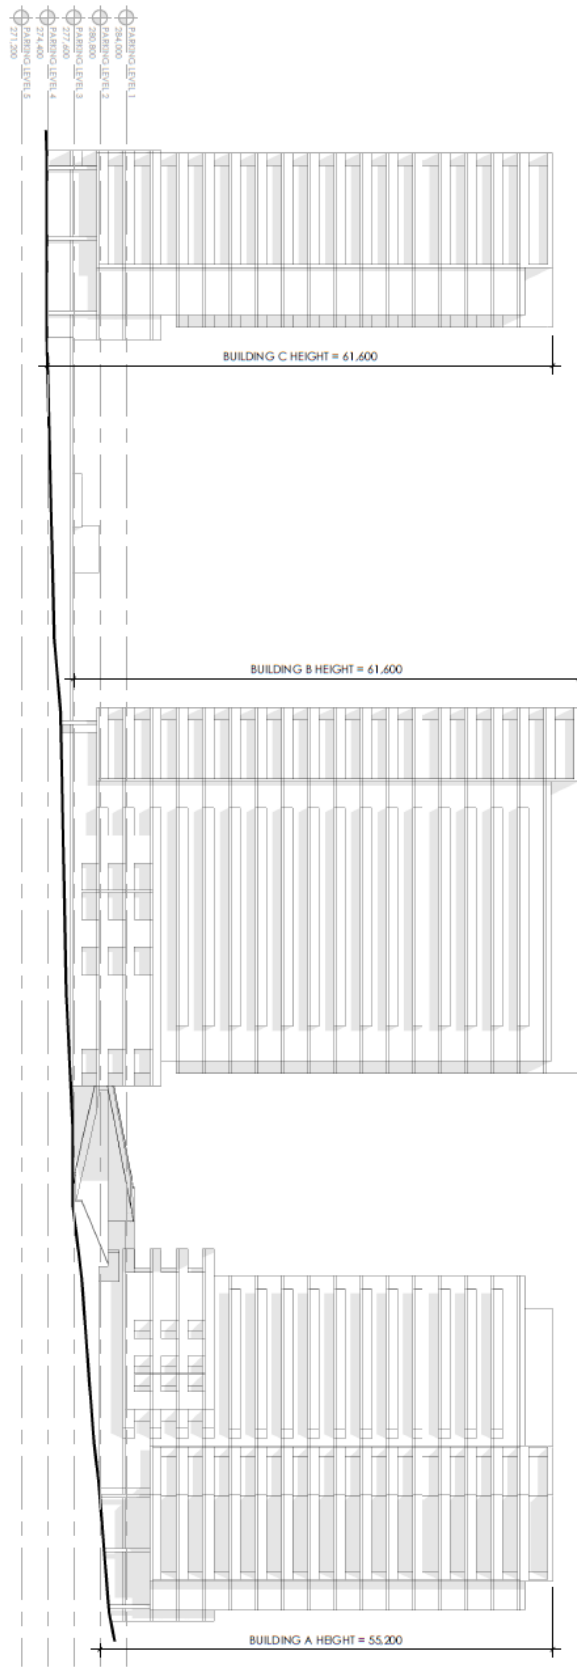 PARKING LEVEL 1
284,000
PARKING LEVEL 2
280,800
PARKING LEVEL 3
277,600
PARKING LEVEL 4
274,400
PARKING LEVEL 5
271,200
BUILDING C HEIGHT = 61,600
BUILDING B HEIGHT = 61,600
BUILDING A HEIGHT = 55,200